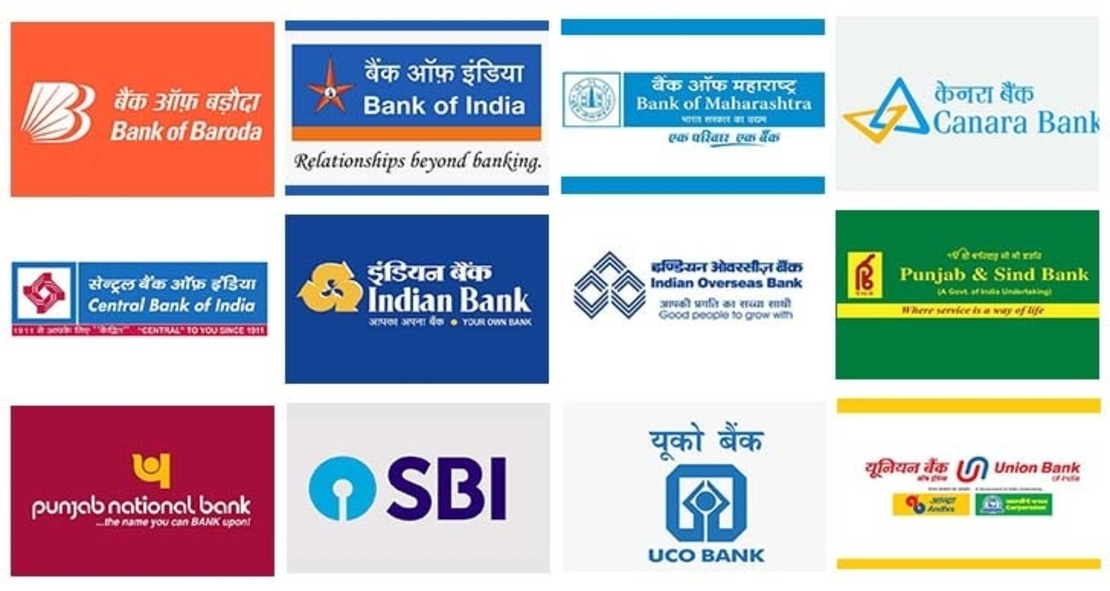 बैंक ऑफ़ बड़ौदा
Bank of Baroda
बैंक ऑफ़ इंडिया
Bank of India
Relationships beyond banking.
बैंक ऑफ महाराष्ट्र
Bank of Maharashtra
भारत सरकार का उद्यम
एक परिवार एक बैंक
केनरा बैंक
Canara Bank
सेन्ट्रल बैंक ऑफ़ इंडिया
Central Bank of India
1911 से आपके लिए "केंद्रित" "CENTRAL" TO YOU SINCE 1911
इंडियन बैंक
Indian Bank
आपका अपना बैंक YOUR OWN BANK
इण्डियन ओवरसीज़ बैंक
Indian Overseas Bank
आपकी प्रगति का सच्चा साथी
Good people to grow with
Punjab & Sind Bank
(A Govt. of India Undertaking)
Where service is a way of life
punjab national bank
...the name you can BANK upon!
SBI
यूको बैंक
UCO BANK
यूनियन बैंक
Union Bank
of India
आन्ध्रा
Andhra
Corporation